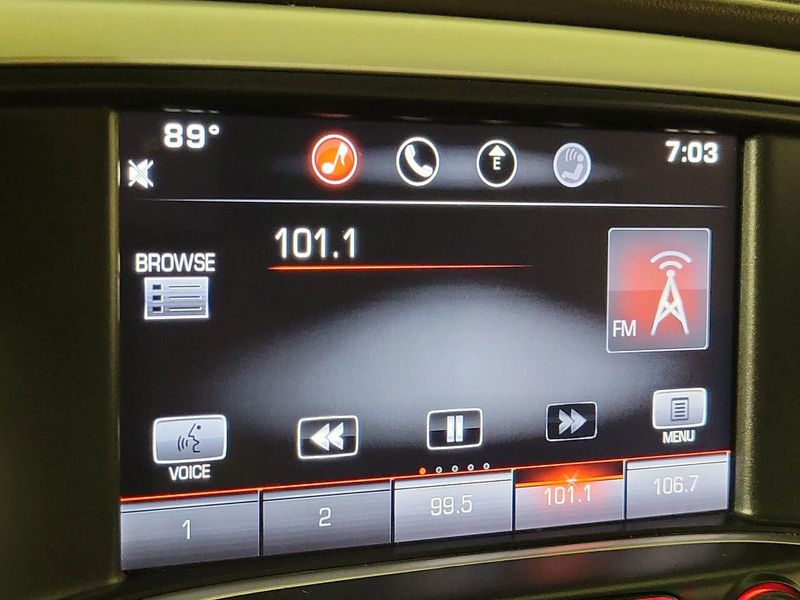 89°
E
7:03
101.1
BROWSE
FM
VOICE
MENU
1
2
99.5
101.1
106.7